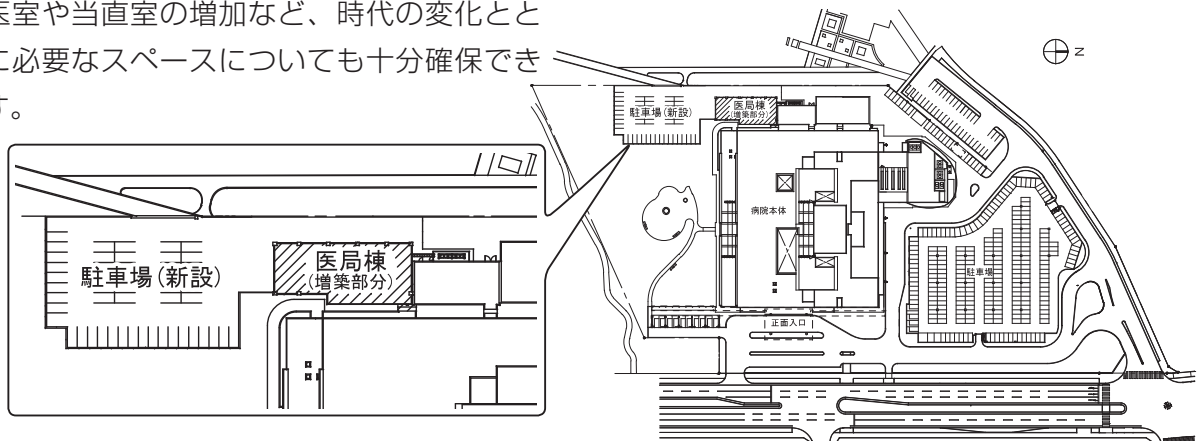 医室や当直室の増加など、時代の変化とと
に必要なスペースについても十分確保でき
す。
N
駐車場(新設)
医局棟
(増築部分)
病院本体
駐車場
正面入口
駐車場(新設)
医局棟
(増築部分)